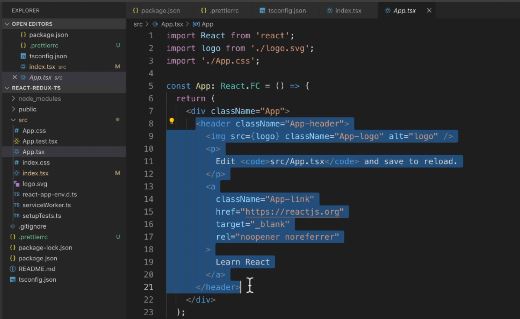 EXPLORER
OPEN EDITORS
package.json
.prettierrc U
tsconfig.json
index.tsx src M
App.tsx src
REACT-REDUX-TS
node_modules
public
src
App.css
App.test.tsx
App.tsx
index.css
index.tsx M
logo.svg
react-app-env.d.ts
serviceWorker.ts
setupTests.ts
.gitignore
.prettierrc U
package-lock.json
package.json
README.md
tsconfig.json
package.json .prettierrc tsconfig.json index.tsx App.tsx
src > App.tsx > App
1 import React from 'react';
2 import logo from './logo.svg';
3 import './App.css';
4
5 const App: React.FC = () => {
6 return (
7 <div className="App">
8 <header className="App-header">
9 <img src={logo} className="App-logo" alt="logo" />
10 <p>
11 Edit <code>src/App.tsx</code> and save to reload.
12 </p>
13 <a
14 className="App-link"
15 href="https://reactjs.org"
16 target="_blank"
17 rel="noopener noreferrer"
18 >
19 Learn React
20 </a>
21 </header>
22 </div>
23 );